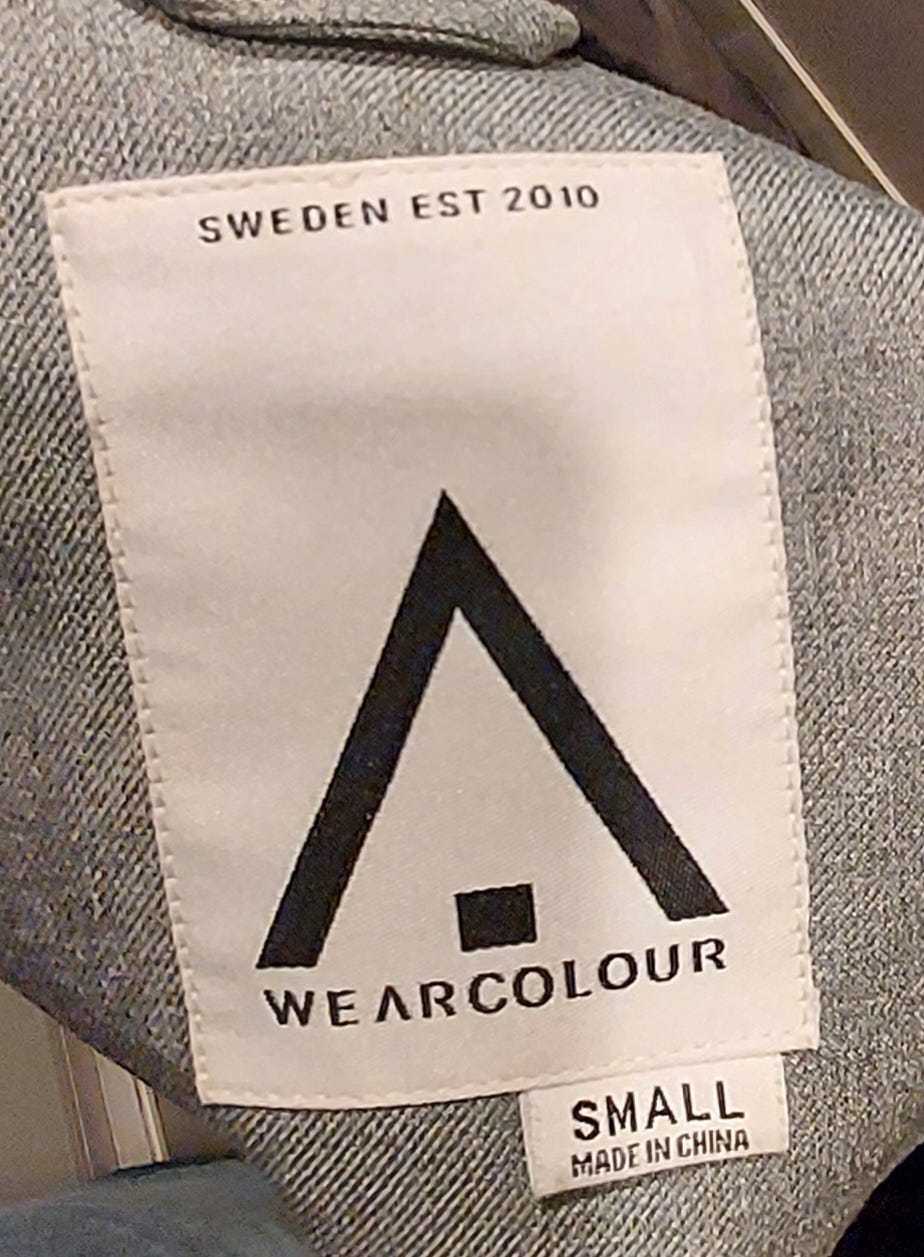 SWEDEN EST 2010
WEARCOLOUR
SMALL
MADE IN CHINA